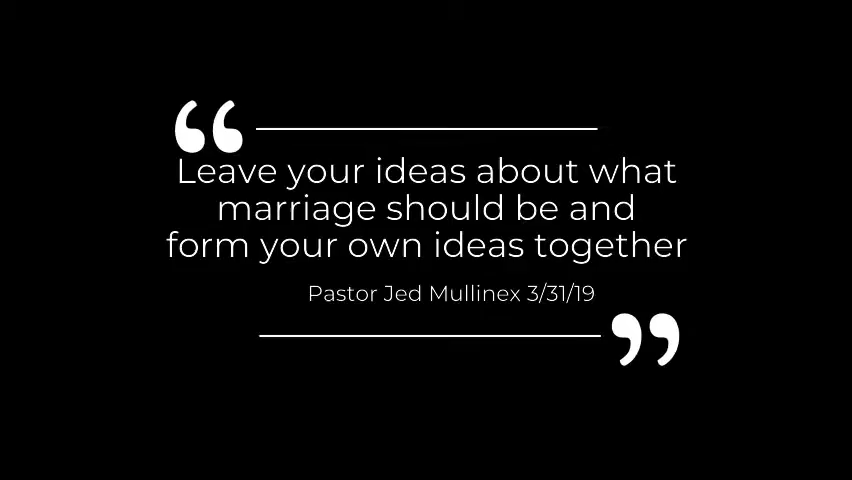 “
Leave your ideas about what
marriage should be and
form your own ideas together
Pastor Jed Mullinex 3/31/19
”